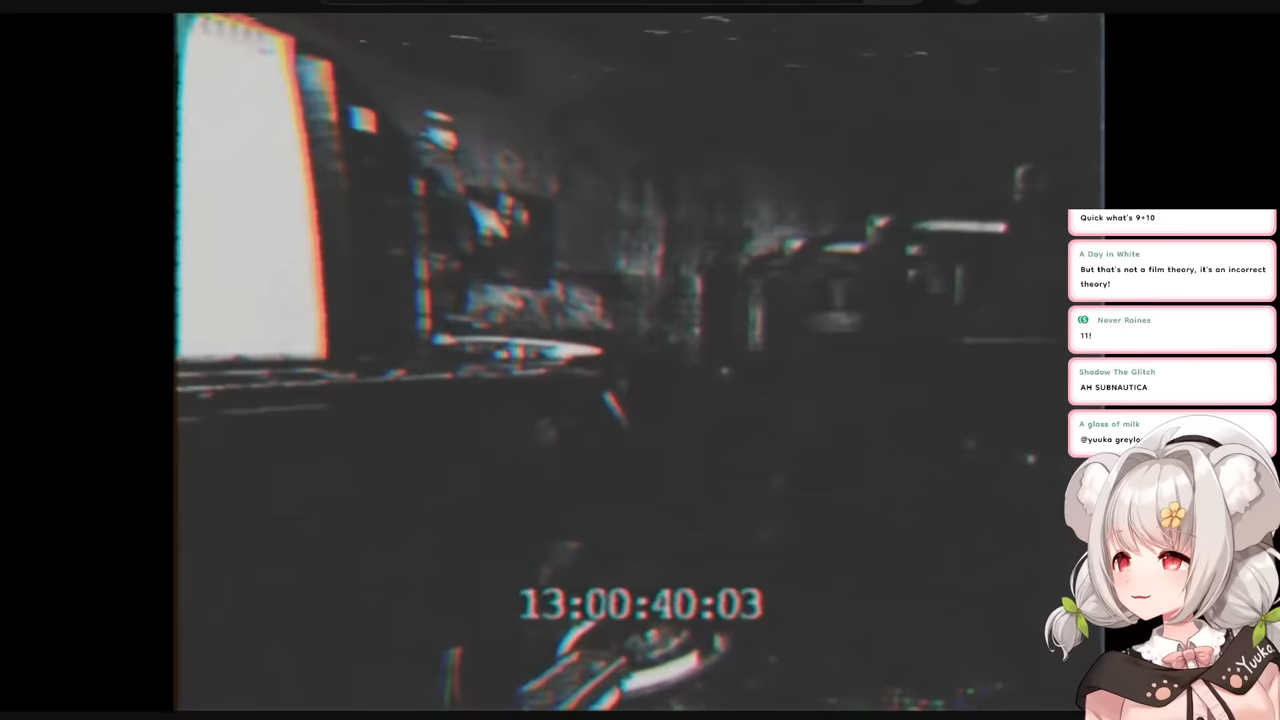 Quick what's 9+10
A Day in White
But that's not a film theory, it's an incorrect
theory!
Never Raines
11!
Shadow The Glitch
AH SUBNAUTICA
A glass of milk
@yuuka
13:00:40:03
Yuuka